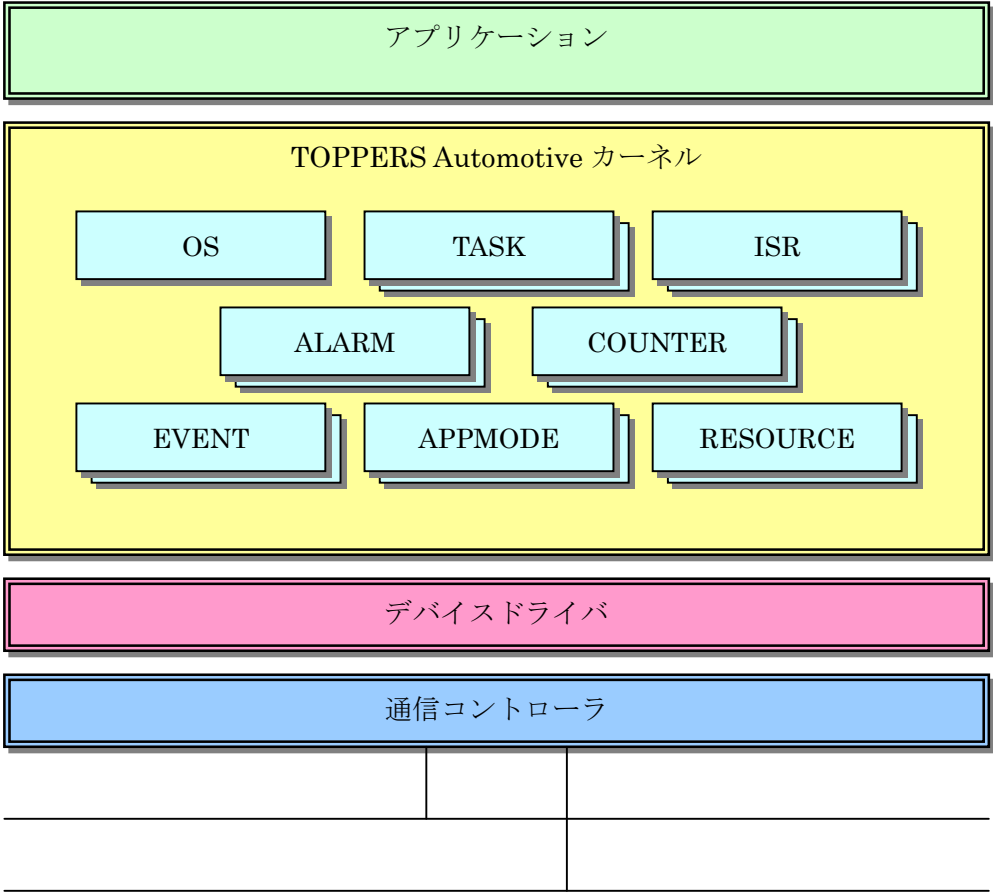 アプリケーション
TOPPERS Automotive カーネル
OS
TASK
ISR
ALARM
COUNTER
EVENT
APPMODE
RESOURCE
デバイスドライバ
通信コントローラ